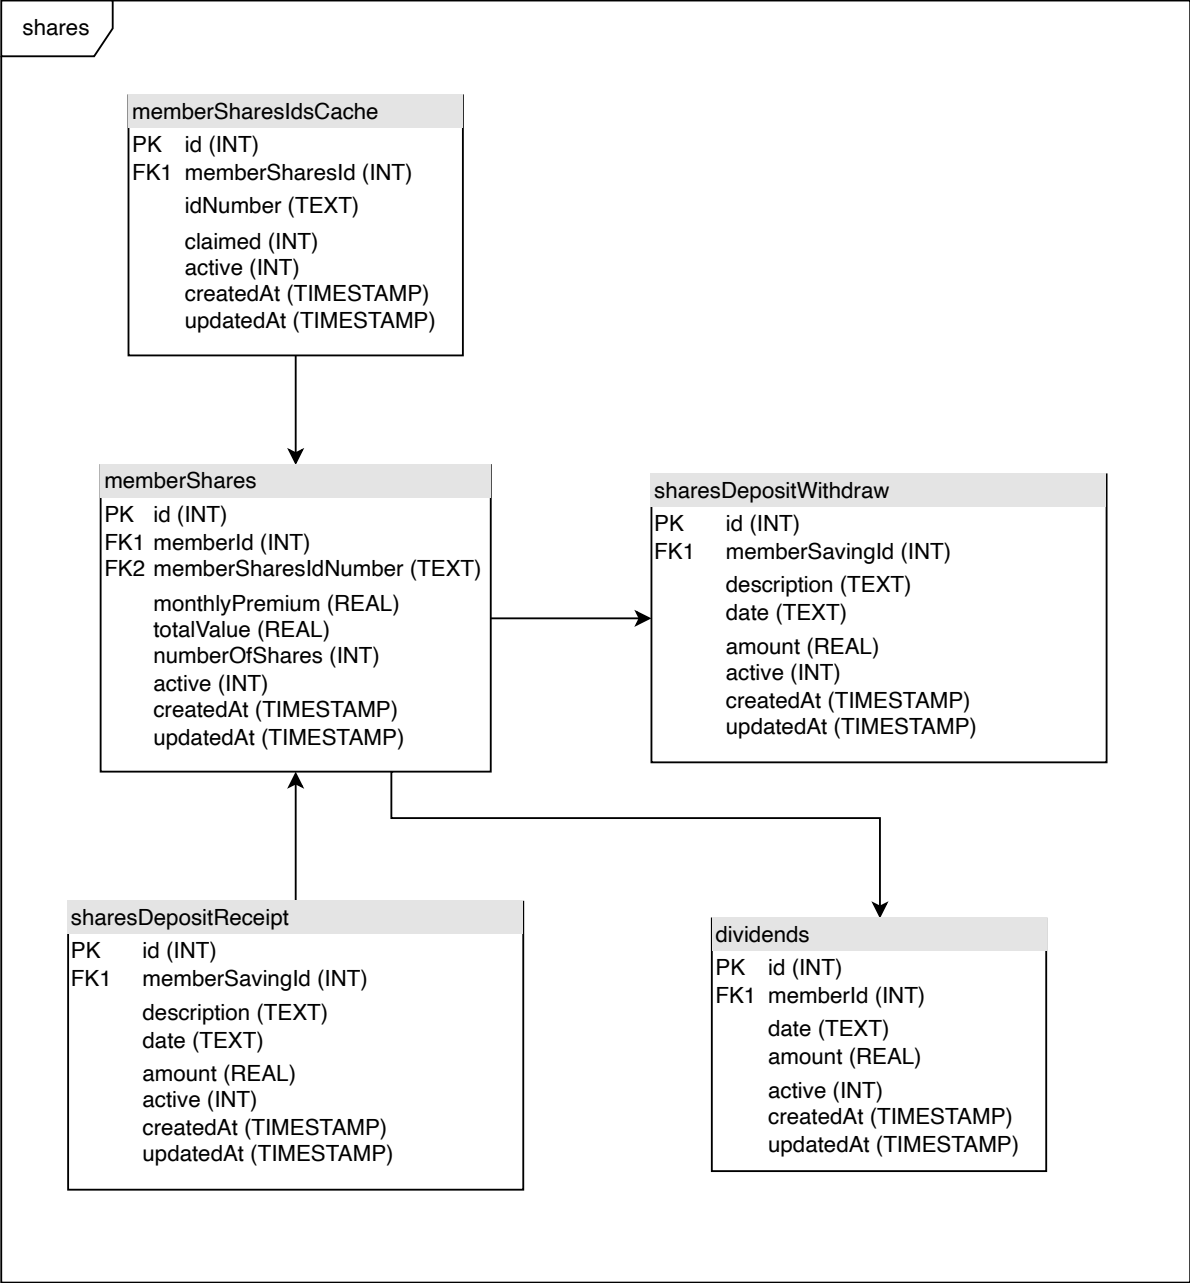 shares
memberSharesIdsCache
PK id (INT)
FK1 memberSharesId (INT)
idNumber (TEXT)
claimed (INT)
active (INT)
createdAt (TIMESTAMP)
updatedAt (TIMESTAMP)
memberShares
PK id (INT)
FK1 memberId (INT)
FK2 memberSharesIdNumber (TEXT)
monthlyPremium (REAL)
totalValue (REAL)
numberOfShares (INT)
active (INT)
createdAt (TIMESTAMP)
updatedAt (TIMESTAMP)
sharesDepositWithdraw
PK id (INT)
FK1 memberSavingId (INT)
description (TEXT)
date (TEXT)
amount (REAL)
active (INT)
createdAt (TIMESTAMP)
updatedAt (TIMESTAMP)
sharesDepositReceipt
PK id (INT)
FK1 memberSavingId (INT)
description (TEXT)
date (TEXT)
amount (REAL)
active (INT)
createdAt (TIMESTAMP)
updatedAt (TIMESTAMP)
dividends
PK id (INT)
FK1 memberId (INT)
date (TEXT)
amount (REAL)
active (INT)
createdAt (TIMESTAMP)
updatedAt (TIMESTAMP)